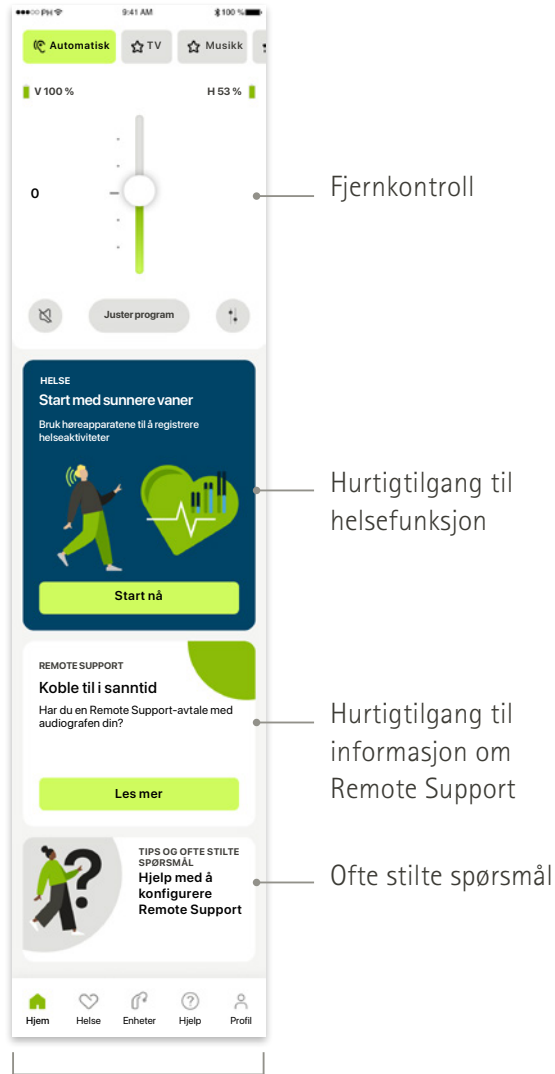 PH
9:41 AM
100 %
Automatisk
TV
Musikk
V 100 %
H 53 %
0
Fjernkontroll
Juster program
HELSE
Start med sunnere vaner
Bruk høreapparatene til å registrere
helseaktiviteter
Hurtigtilgang til
helsefunksjon
Start nå
REMOTE SUPPORT
Koble til i sanntid
Har du en Remote Support-avtale med
audiografen din?
Hurtigtilgang til
informasjon om
Remote Support
Les mer
TIPS OG OFTE STILTE
SPØRSMÅL
Hjelp med å
konfigurere
Remote Support
Ofte stilte spørsmål
Hjem
Helse
Enheter
Hjelp
Profil